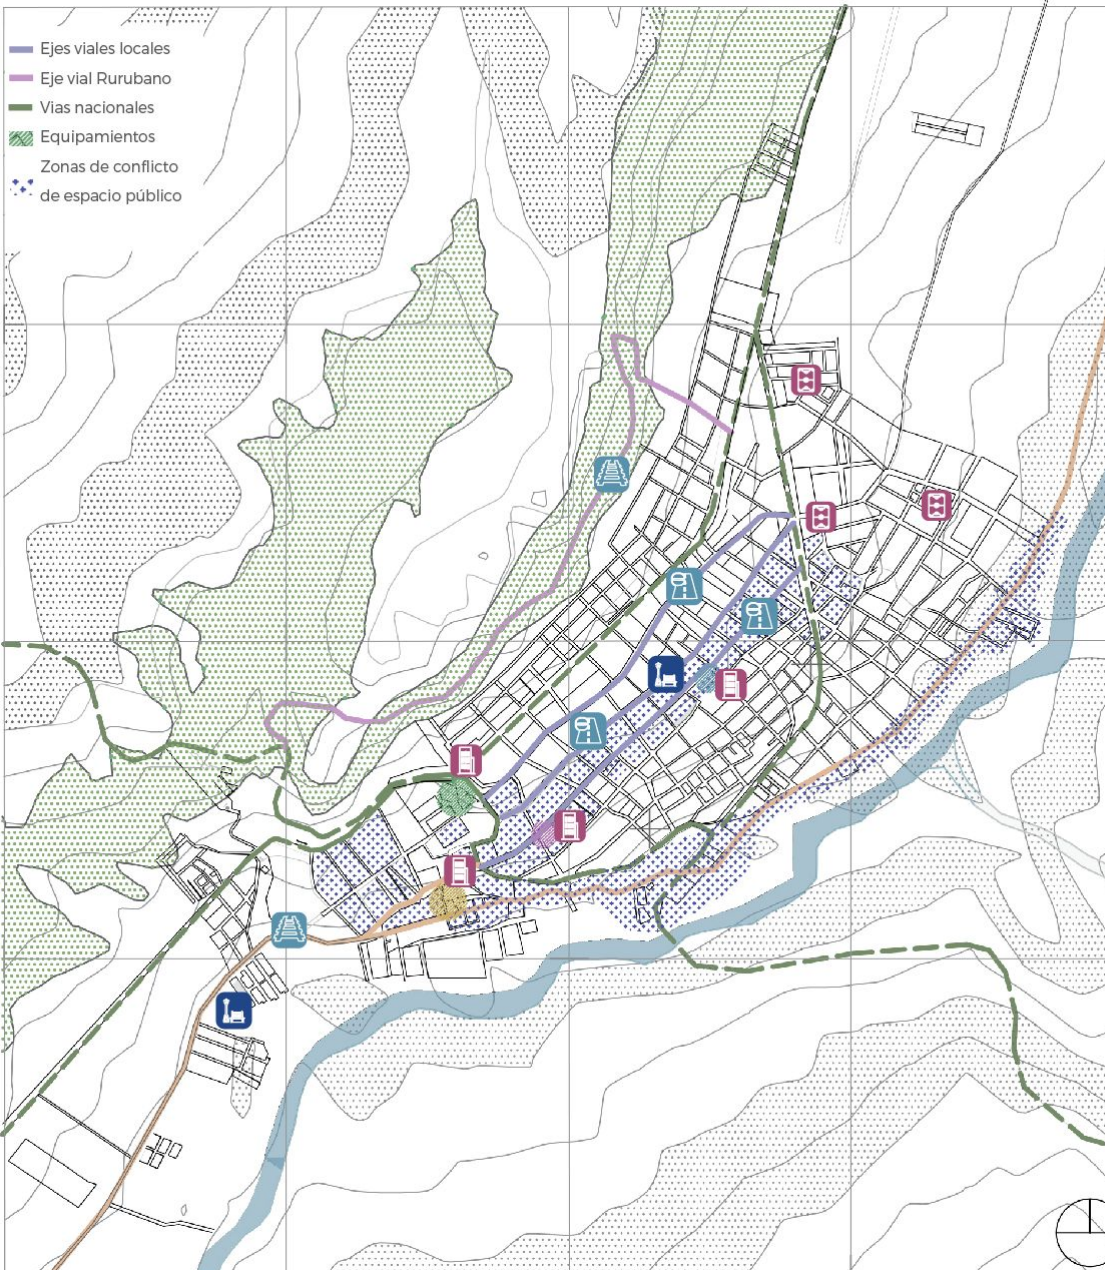 Ejes viales locales
Eje vial Rurubano
Vias nacionales
Equipamientos
Zonas de conflicto
de espacio público